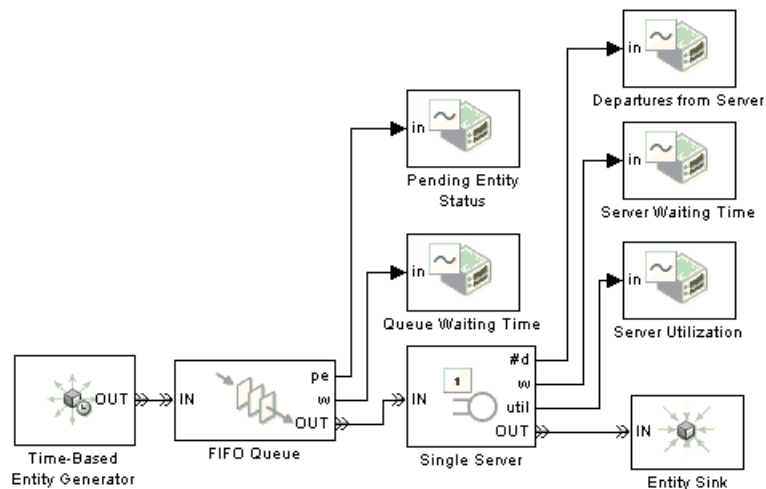 in
Departures from Server
in
Pending Entity
Status
in
Server Waiting Time
in
Queue Waiting Time
in
Server Utilization
OUT
Time-Based
Entity Generator
IN
pe
w
OUT
FIFO Queue
1
IN
#d
w
util
OUT
Single Server
IN
Entity Sink